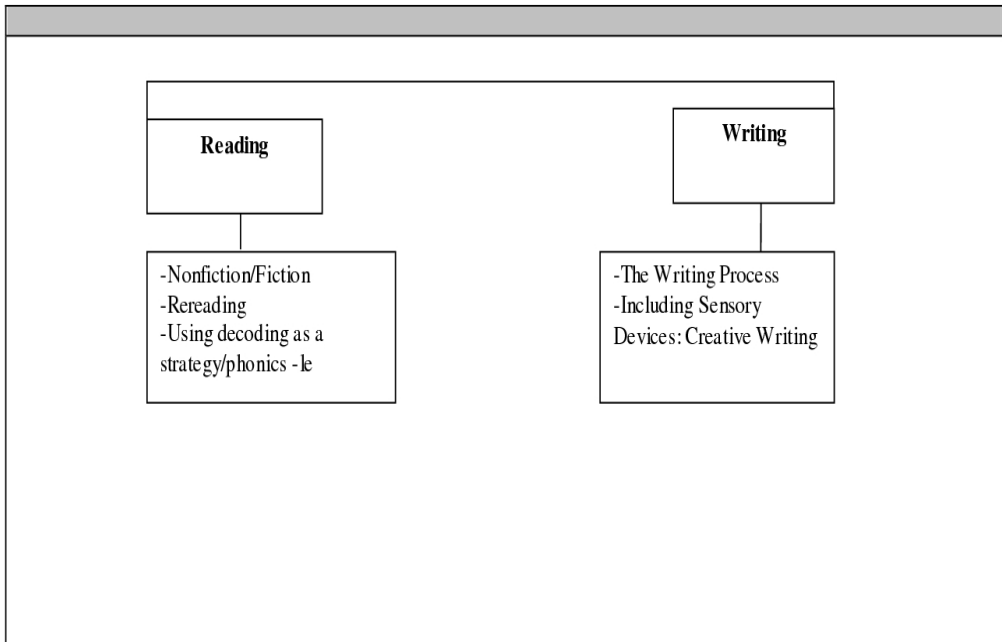 Reading
-Nonfiction/Fiction
-Rereading
-Using decoding as a
strategy/phonics -le
Writing
-The Writing Process
-Including Sensory
Devices: Creative Writing